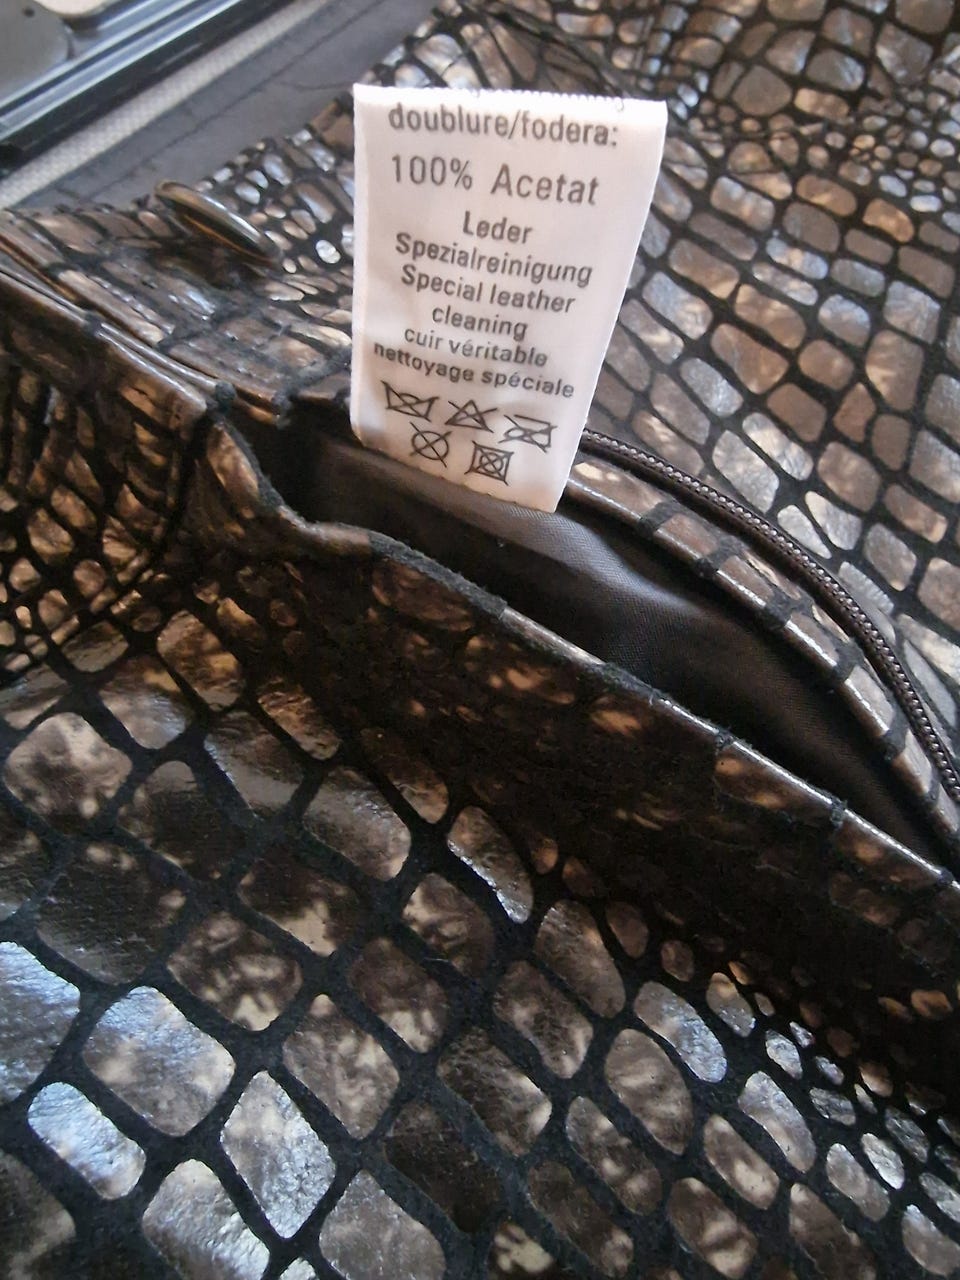 doublure/fodera:
100% Acetat
Leder
Spezialreinigung
Special leather
cleaning
cuir véritable
nettoyage spéciale